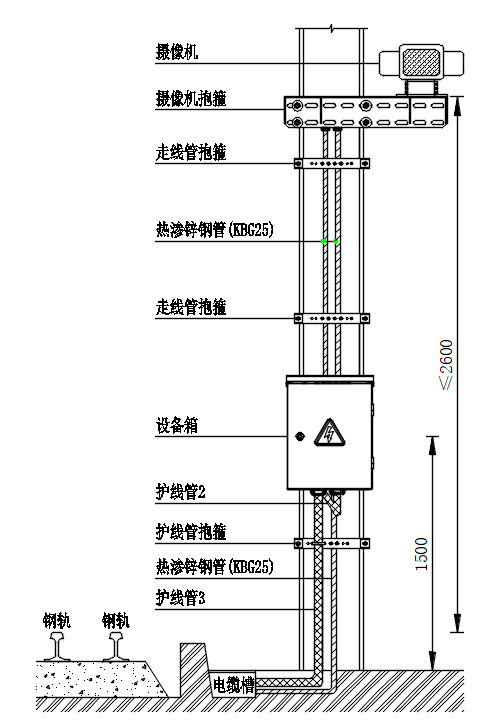 摄像机
摄像机抱箍
走线管抱箍
热渗锌钢管(KBG25)
走线管抱箍
≤2600
设备箱
护线管2
护线管抱箍
1500
热渗锌钢管(KBG25)
护线管3
钢轨
钢轨
电缆槽